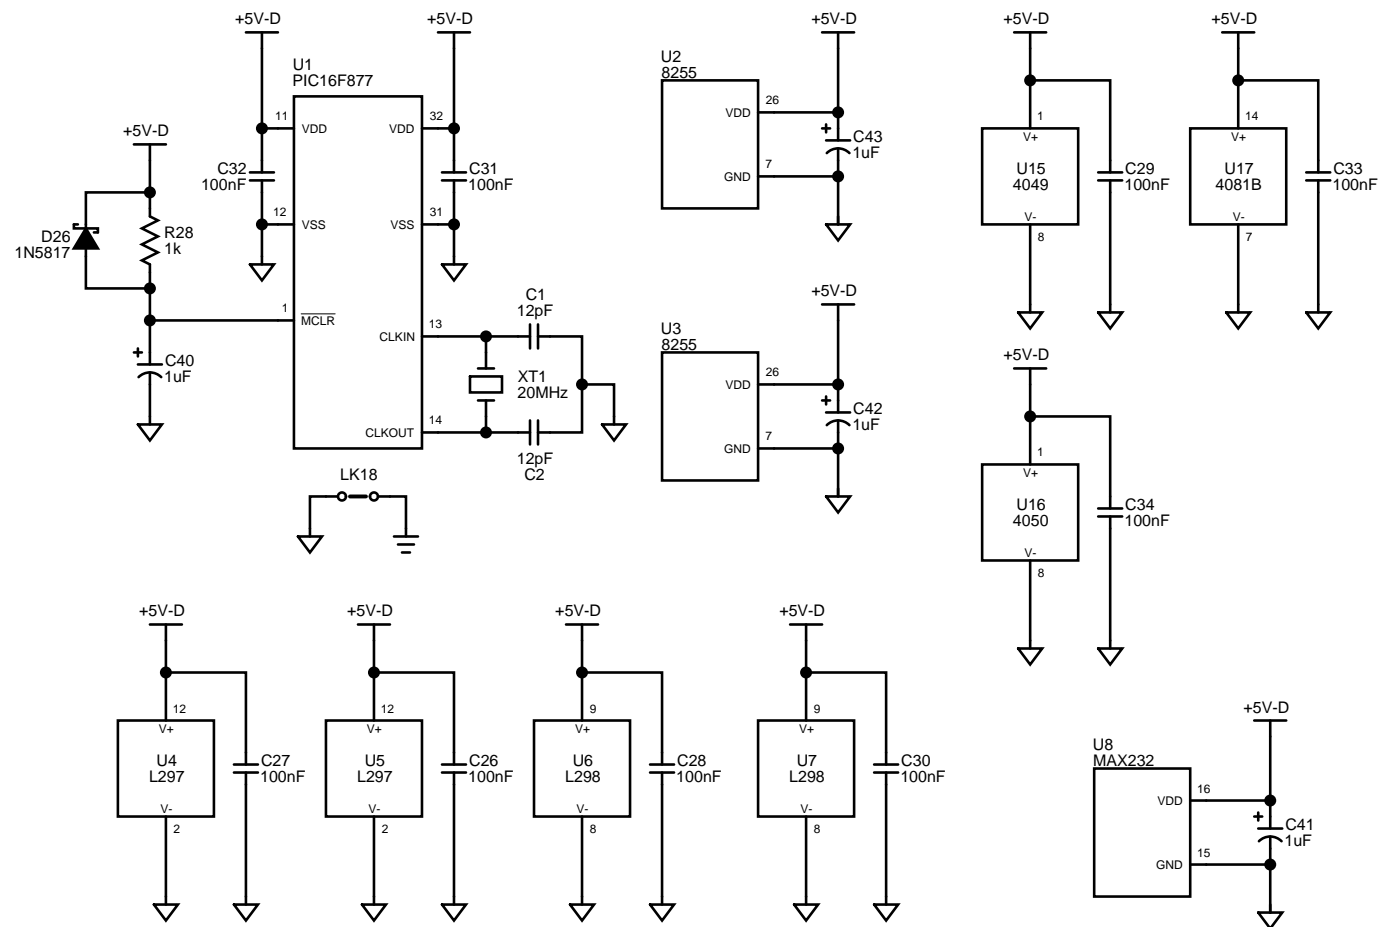 +5V-D
+5V-D
+5V-D
+5V-D
+5V-D
U1
PIC16F877
11
VDD
32
VDD
C32
100nF
C31
100nF
12
VSS
31
VSS
+5V-D
D26
1N5817
R28
1k
1
MCLR
C40
1uF
13
CLKIN
14
CLKOUT
C1
12pF
XT1
20MHz
12pF
C2
LK18
U2
8255
26
VDD
7
GND
C43
1uF
+5V-D
U3
8255
26
VDD
7
GND
C42
1uF
1
V+
U15
4049
V-
8
C29
100nF
14
V+
U17
4081B
V-
7
C33
100nF
+5V-D
1
V+
U16
4050
V-
8
C34
100nF
+5V-D
12
V+
U4
L297
V-
2
C27
100nF
+5V-D
12
V+
U5
L297
V-
2
C26
100nF
+5V-D
9
V+
U6
L298
V-
8
C28
100nF
+5V-D
9
V+
U7
L298
V-
8
C30
100nF
+5V-D
U8
MAX232
16
VDD
15
GND
C41
1uF